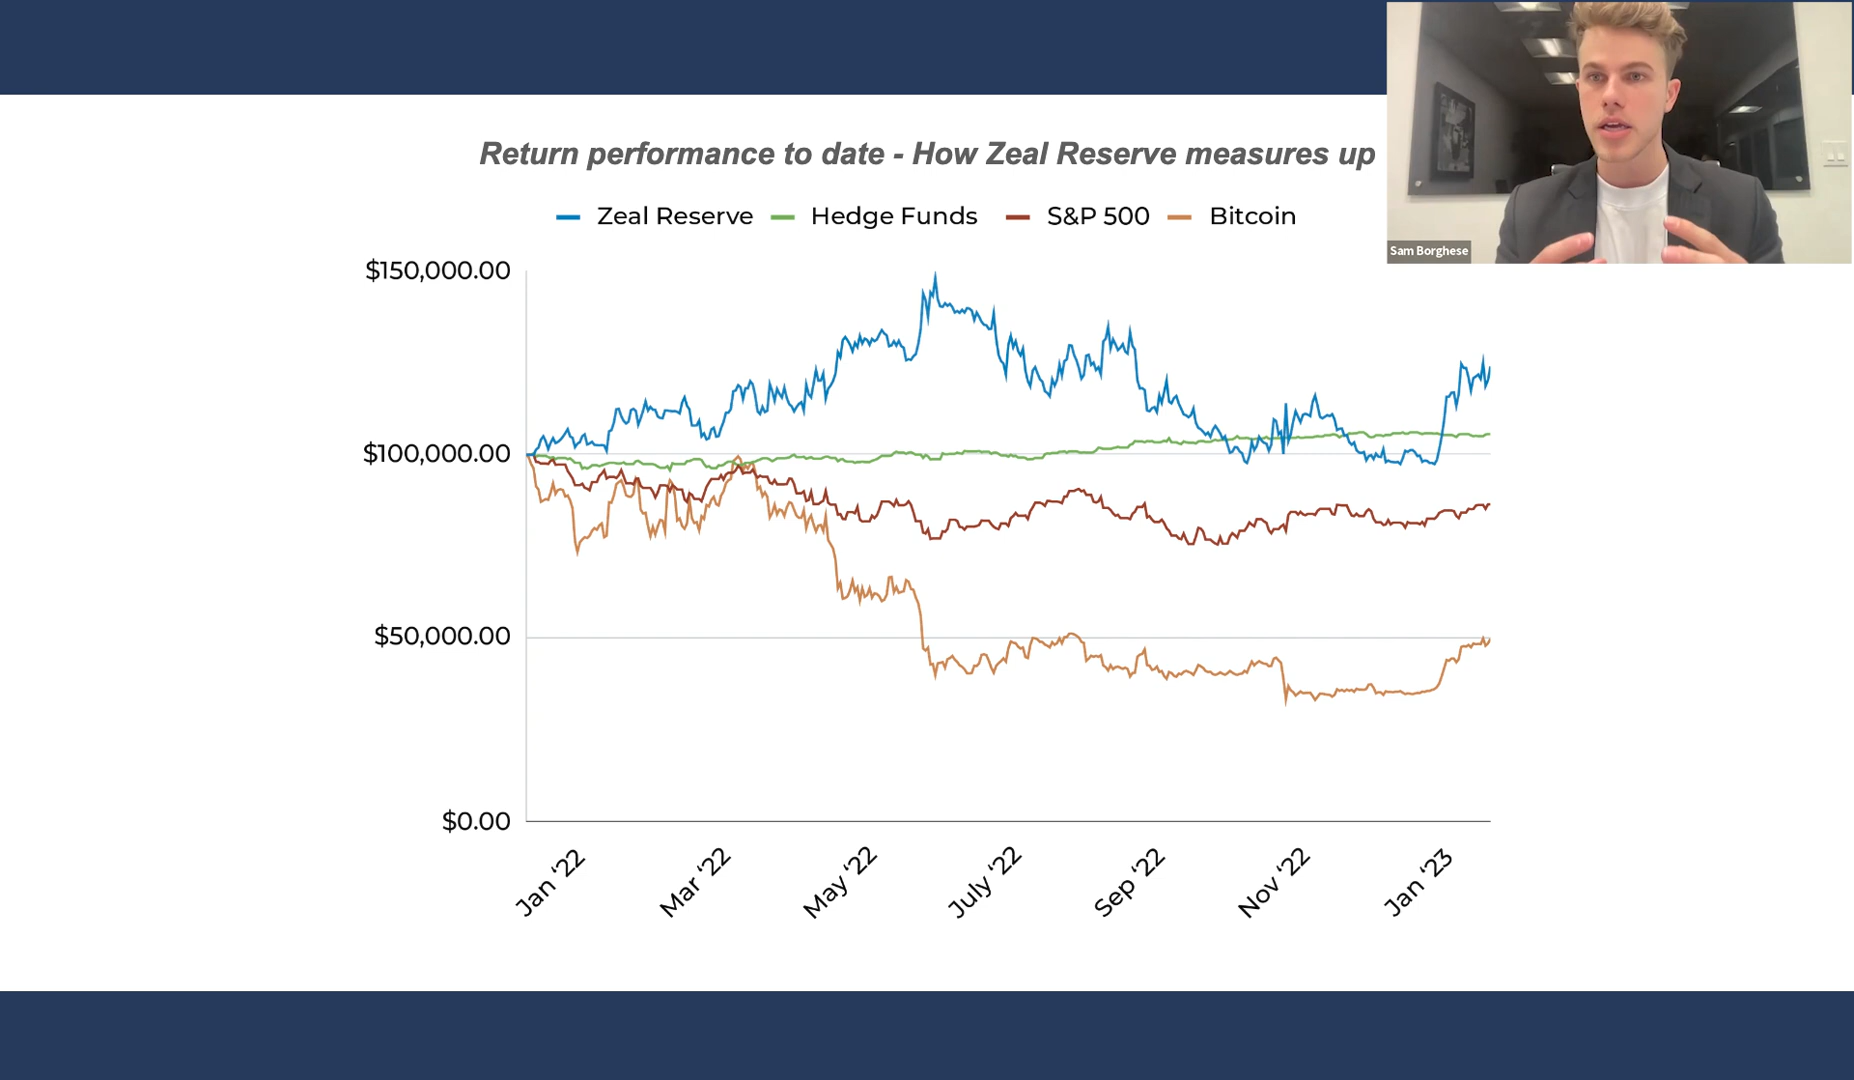 Return performance to date - How Zeal Reserve measures up
Zeal Reserve Hedge Funds S&P 500 Bitcoin
$150,000.00
$100,000.00
$50,000.00
$0.00
Jan '22 Mar '22 May '22 July '22 Sep '22 Nov '22 Jan '23
Sam Borghese